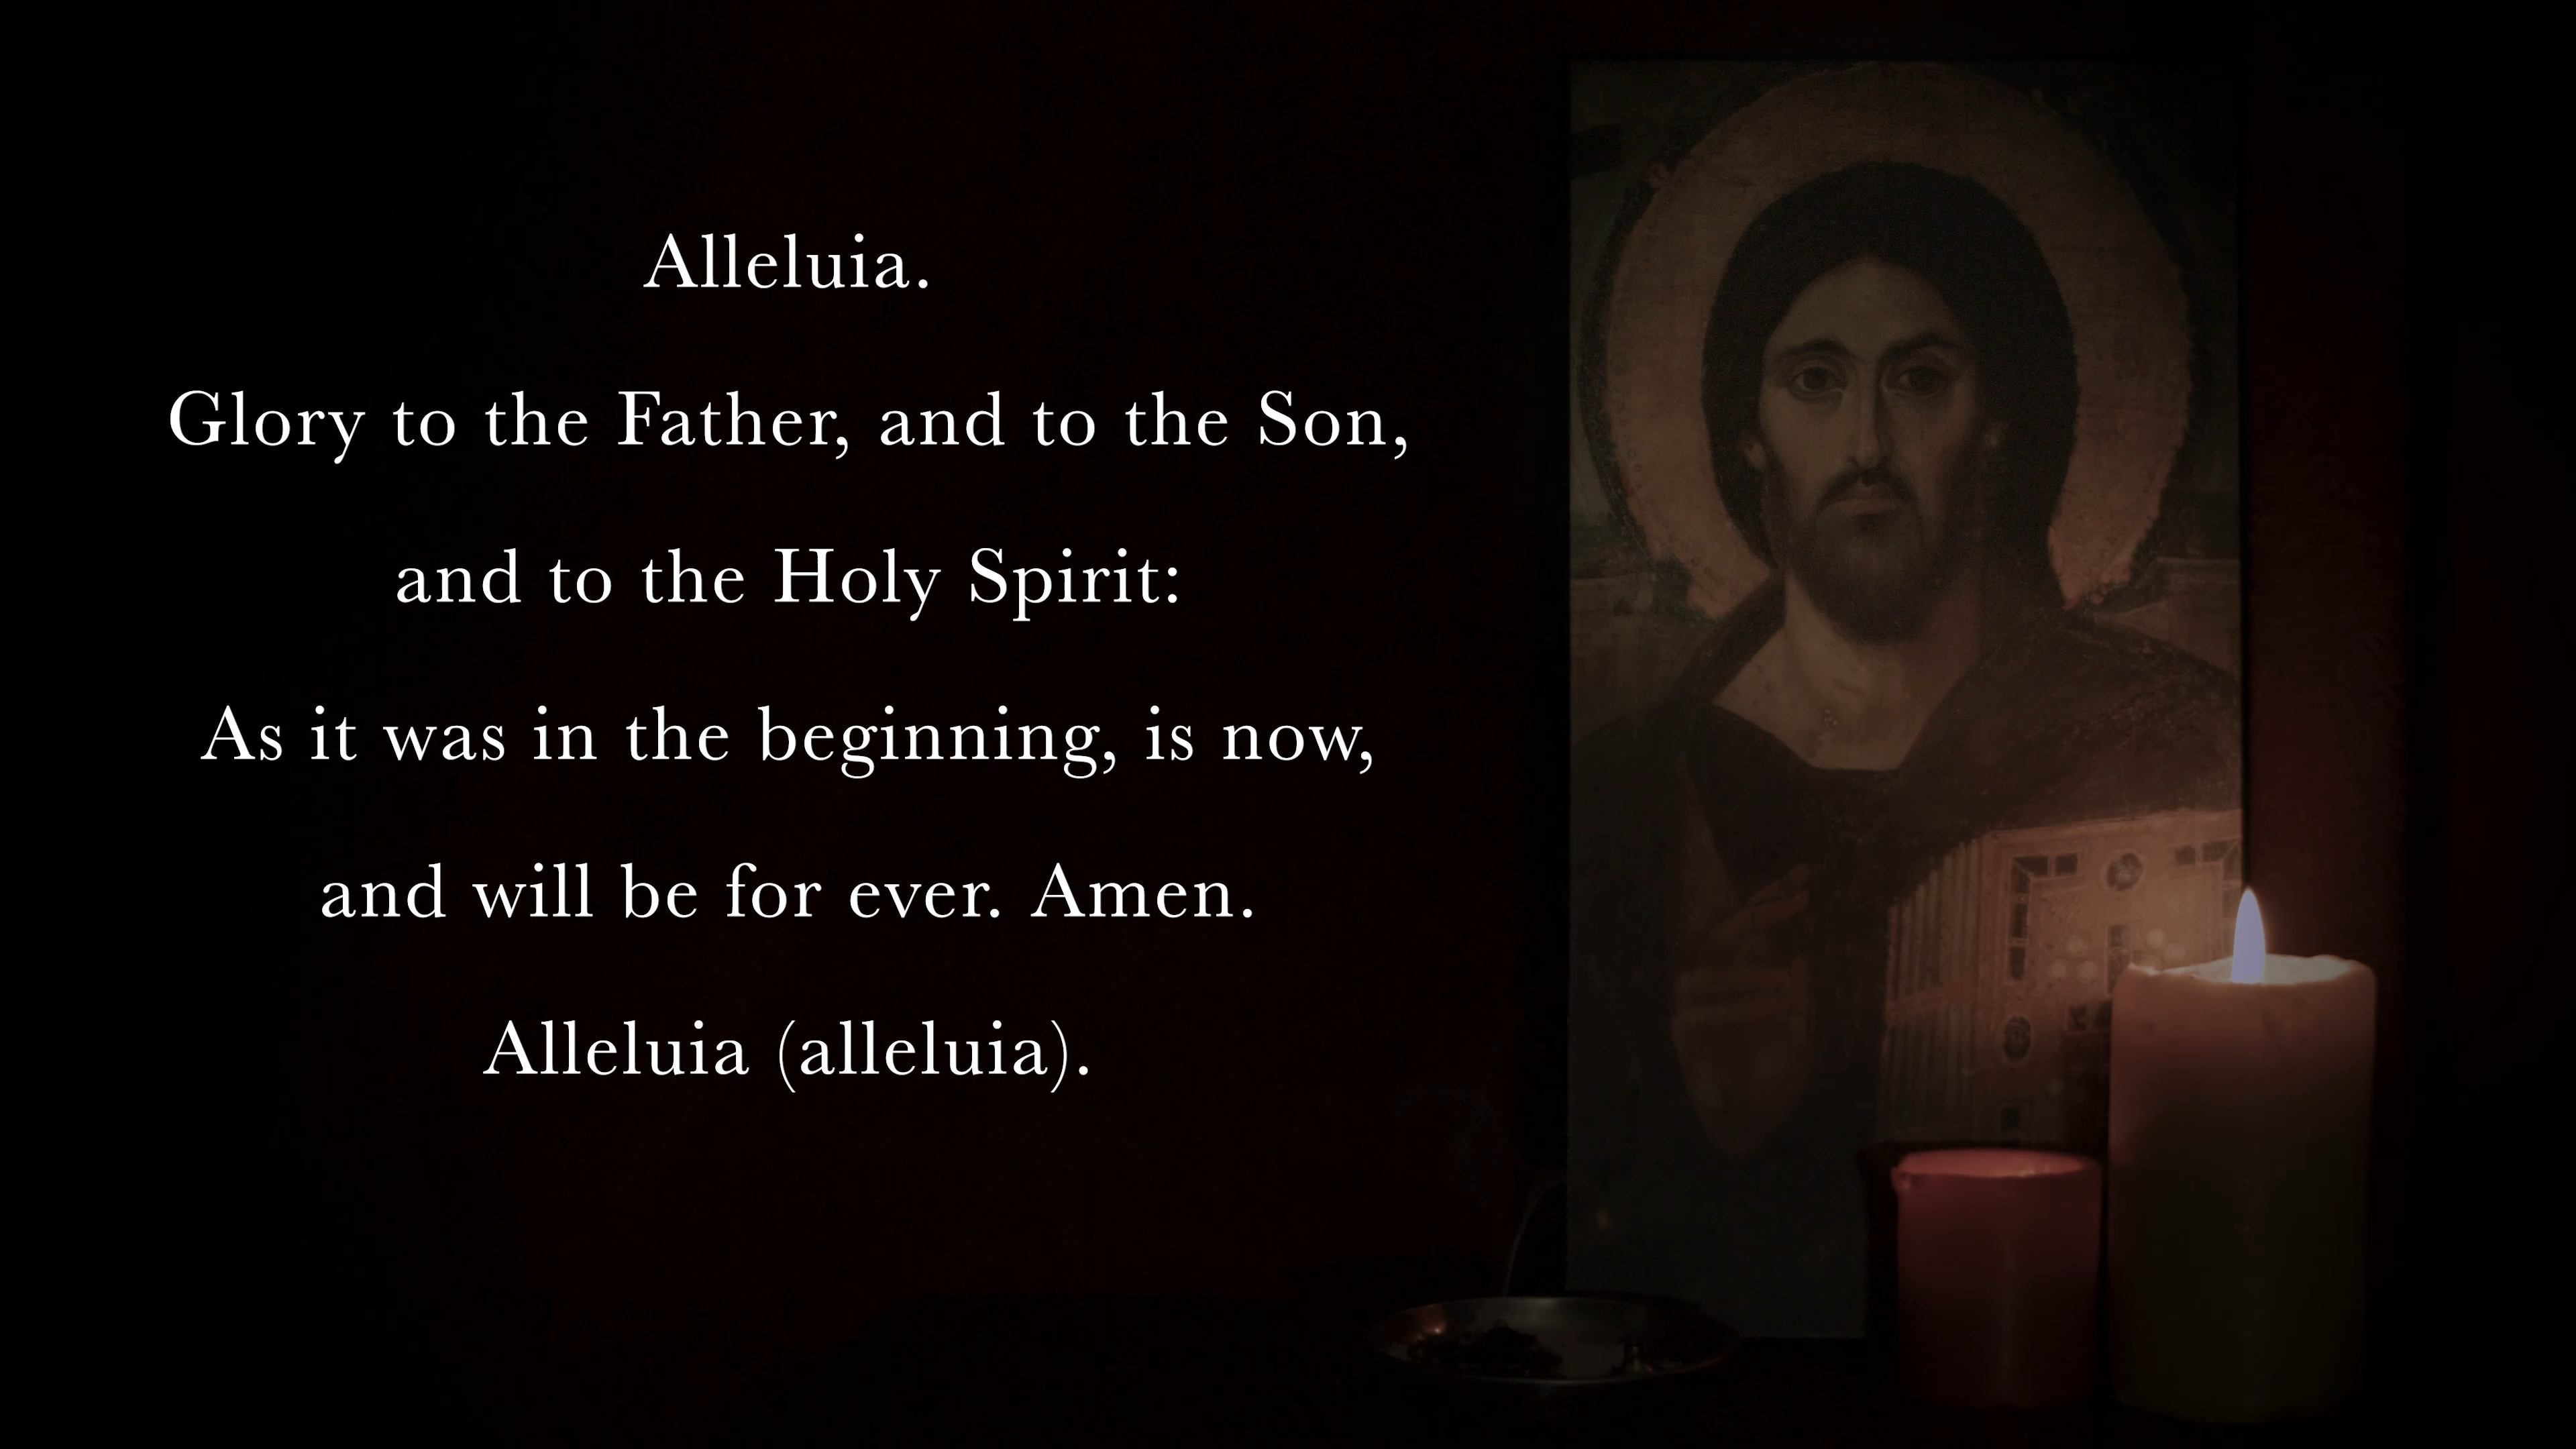 Alleluia.
Glory to the Father, and to the Son,
and to the Holy Spirit:
As it was in the beginning, is now,
and will be for ever. Amen.
Alleluia (alleluia).